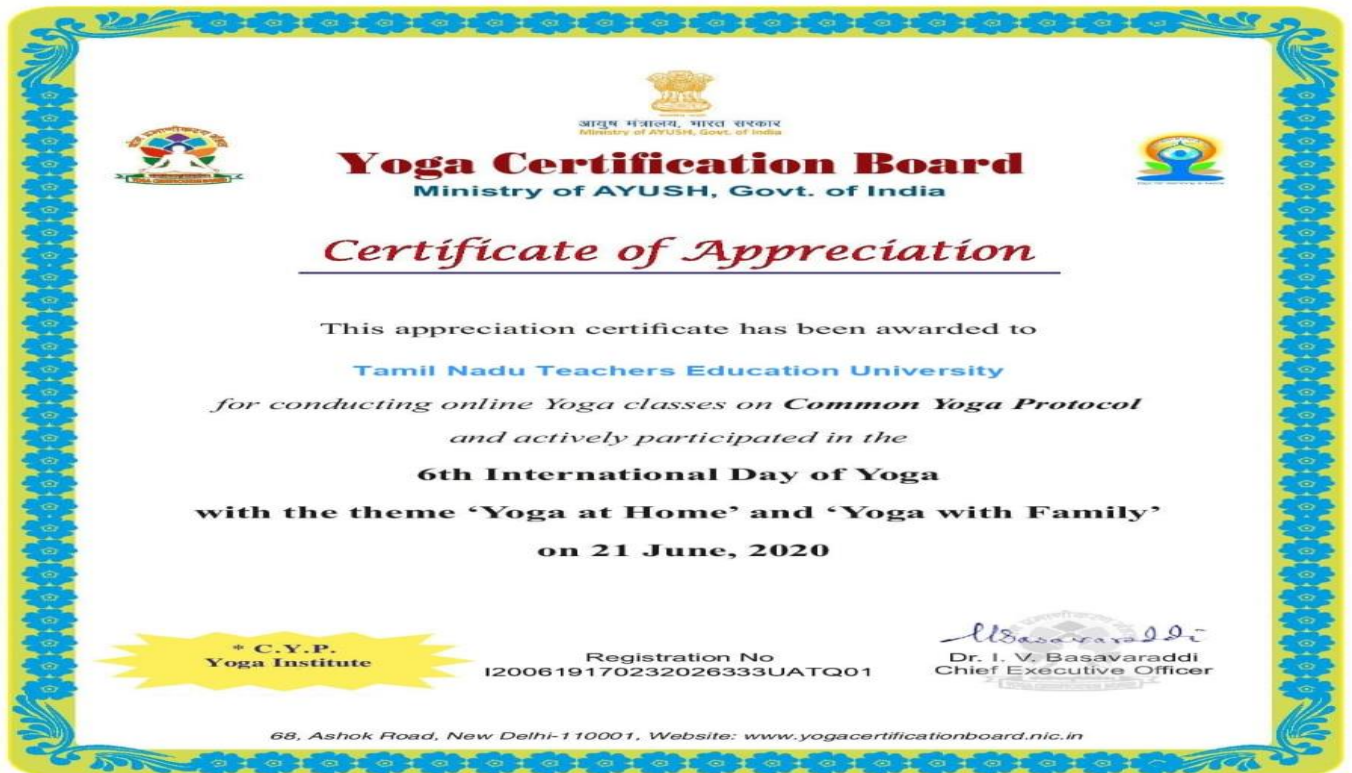 आयुष मंत्रालय, भारत सरकार
Ministry of AYUSH, Govt. of India
Yoga Certification Board
Ministry of AYUSH, Govt. of India
Certificate of Appreciation
This appreciation certificate has been awarded to
Tamil Nadu Teachers Education University
for conducting online Yoga classes on Common Yoga Protocol
and actively participated in the
6th International Day of Yoga
with the theme ‘Yoga at Home’ and ‘Yoga with Family’
on 21 June, 2020
* C.Y.P.
Yoga Institute
Registration No
I200619170232026333UATQ01
Dr. I. V. Basavaraddi
Chief Executive Officer
68, Ashok Road, New Delhi-110001, Website: www.yogacertificationboard.nic.in